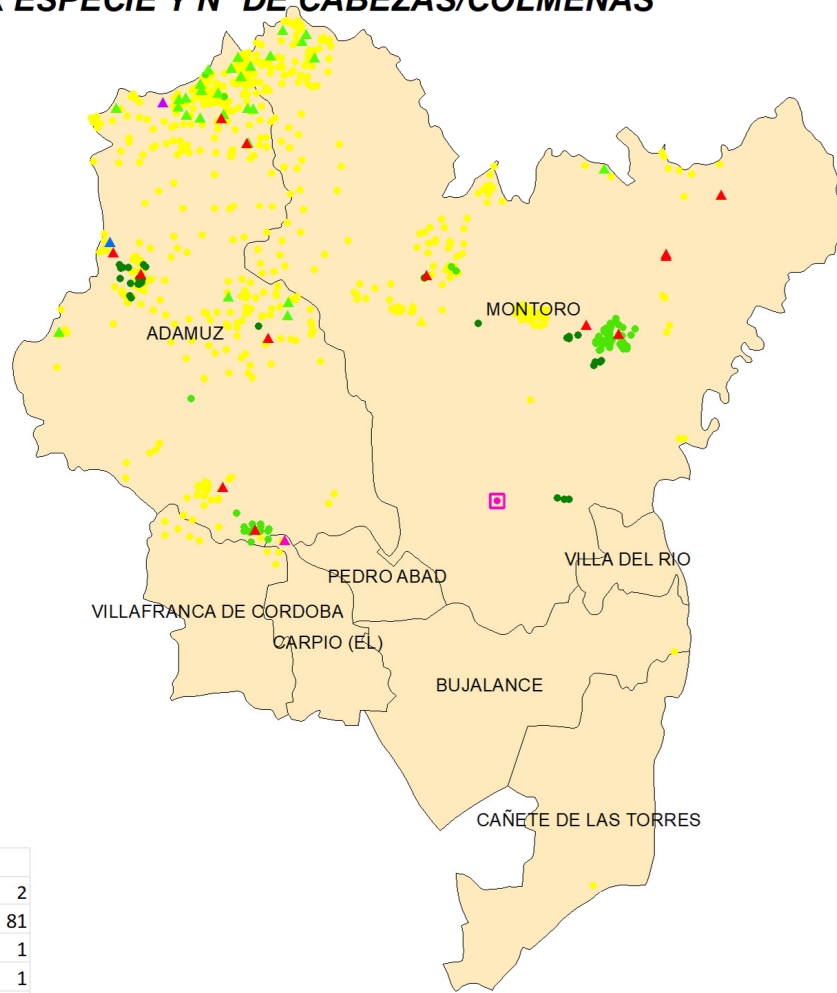 ESPECIE Y Nº DE CABEZAS/COLMENAS
4
MONTORO
ADAMUZ
VILLA DEL RIO
PEDRO ABAD
VILLAFRANCA DE CORDOBA
CARPIO (EL)
BUJALANCE
CAÑETE DE LAS TORRES
2
81
1
1